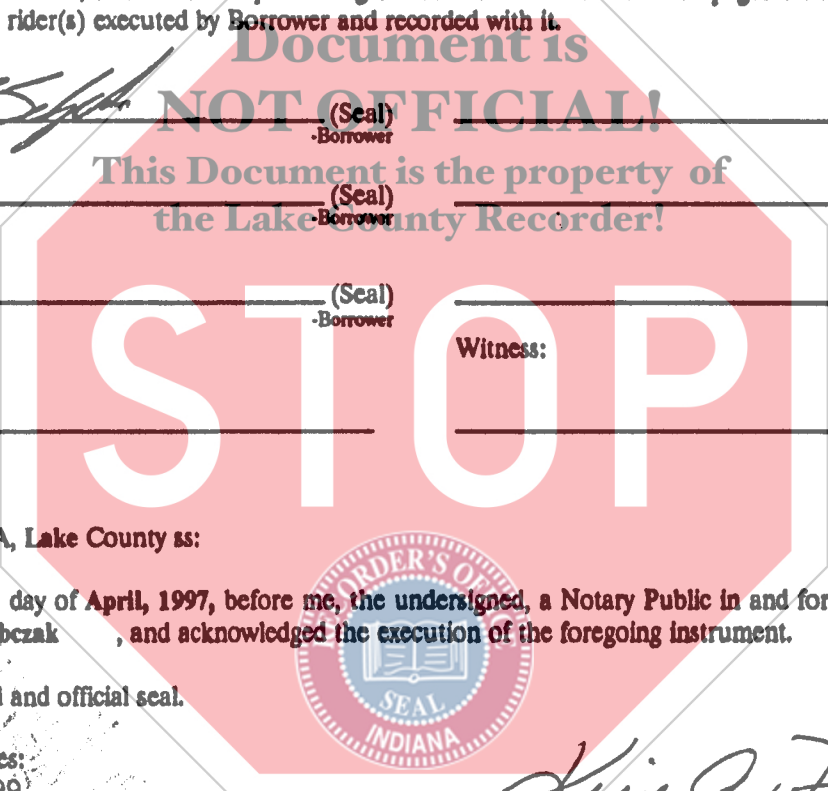 rider(s) executed by Borrower and recorded with it.
Document is
NOT OFFICIAL!
(Seal)
-Borrower
This Document is the property of
the Lake County Recorder!
(Seal)
-Borrower
(Seal)
-Borrower
STOP
Witness:
A, Lake County ss:
day of April, 1997, before me, the undersigned, a Notary Public in and for
bczak , and acknowledged the execution of the foregoing instrument.
and official seal.
es:
RECORDER'S OFFICE
SEAL
INDIANA